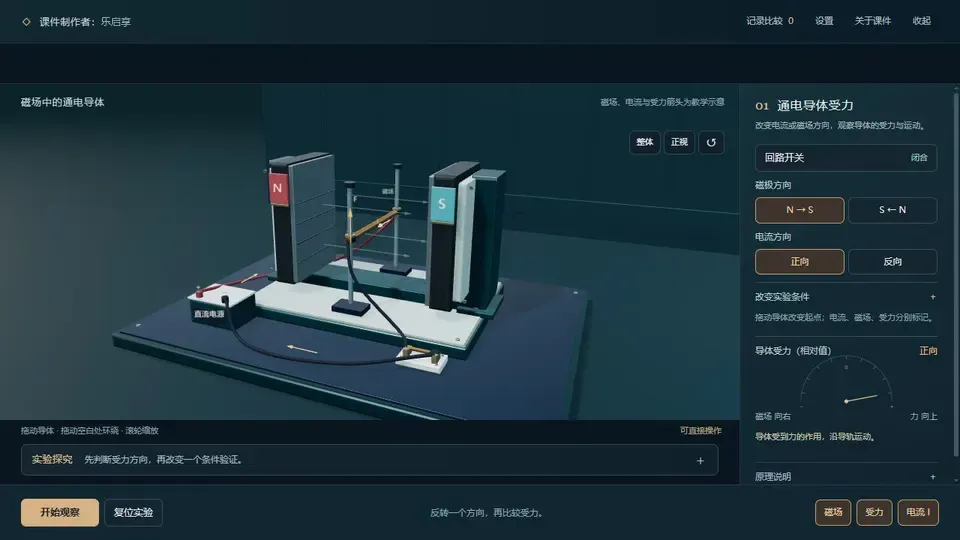 课件制作者：乐启享
记录比较 0 设置 关于课件 收起
磁场中的通电导体
磁场、电流与受力箭头为教学示意
整体 正视
N
S
磁场
F
直流电源
拖动导体 · 拖动空白处环绕 · 滚轮缩放
可直接操作
实验探究 先判断受力方向，再改变一个条件验证。 +
01 通电导体受力
改变电流或磁场方向，观察导体的受力与运动。
回路开关 闭合
磁极方向
N → S S ← N
电流方向
正向 反向
改变实验条件 +
拖动导体改变起点；电流、磁场、受力分别标记。
导体受力（相对值） 正向
0
磁场 向右 力 向上
导体受到力的作用，沿导轨运动。
原理说明 +
开始观察 复位实验
反转一个方向，再比较受力。
磁场 受力 电流 I